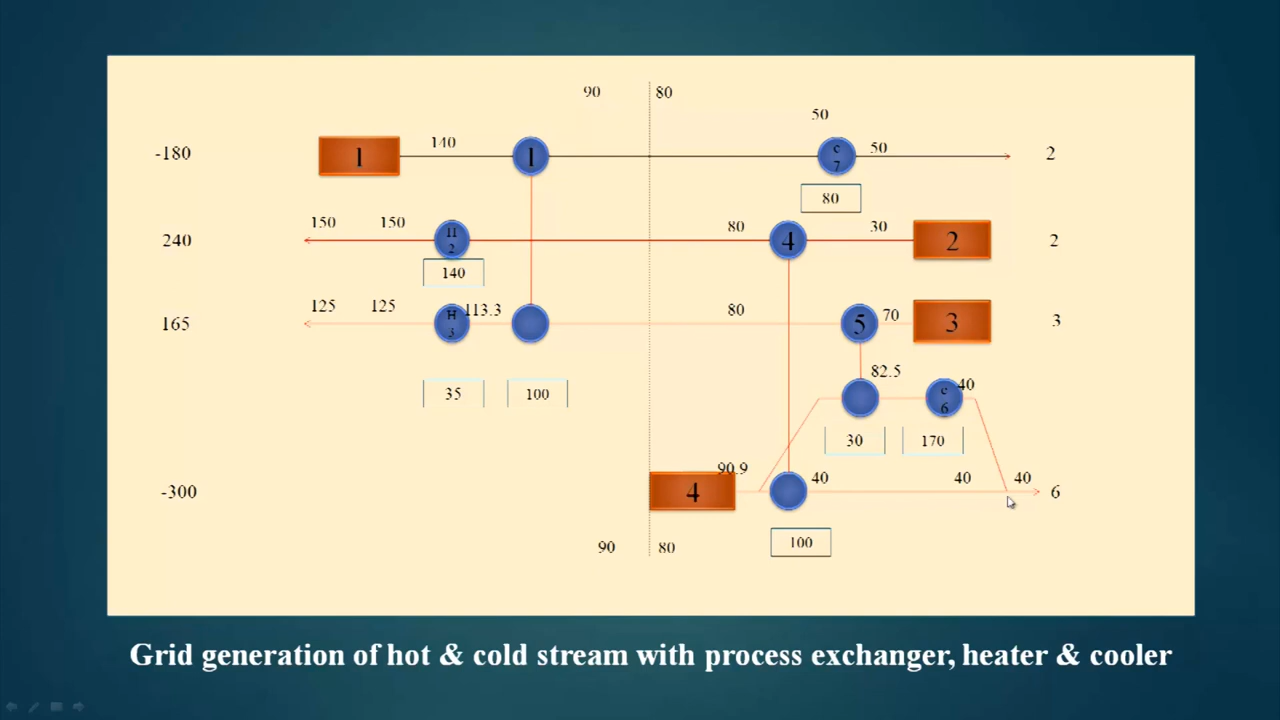 90 80
50
-180 1 140 1 c 7 50 2
80
240 150 150 H 2 80 4 30 2 2
140
165 125 125 H 3 113.3 80 5 70 3 3
82.5 c 6 40
35 100
30 170
-300 4 90.9 40 40 40 6
100
90 80
Grid generation of hot & cold stream with process exchanger, heater & cooler